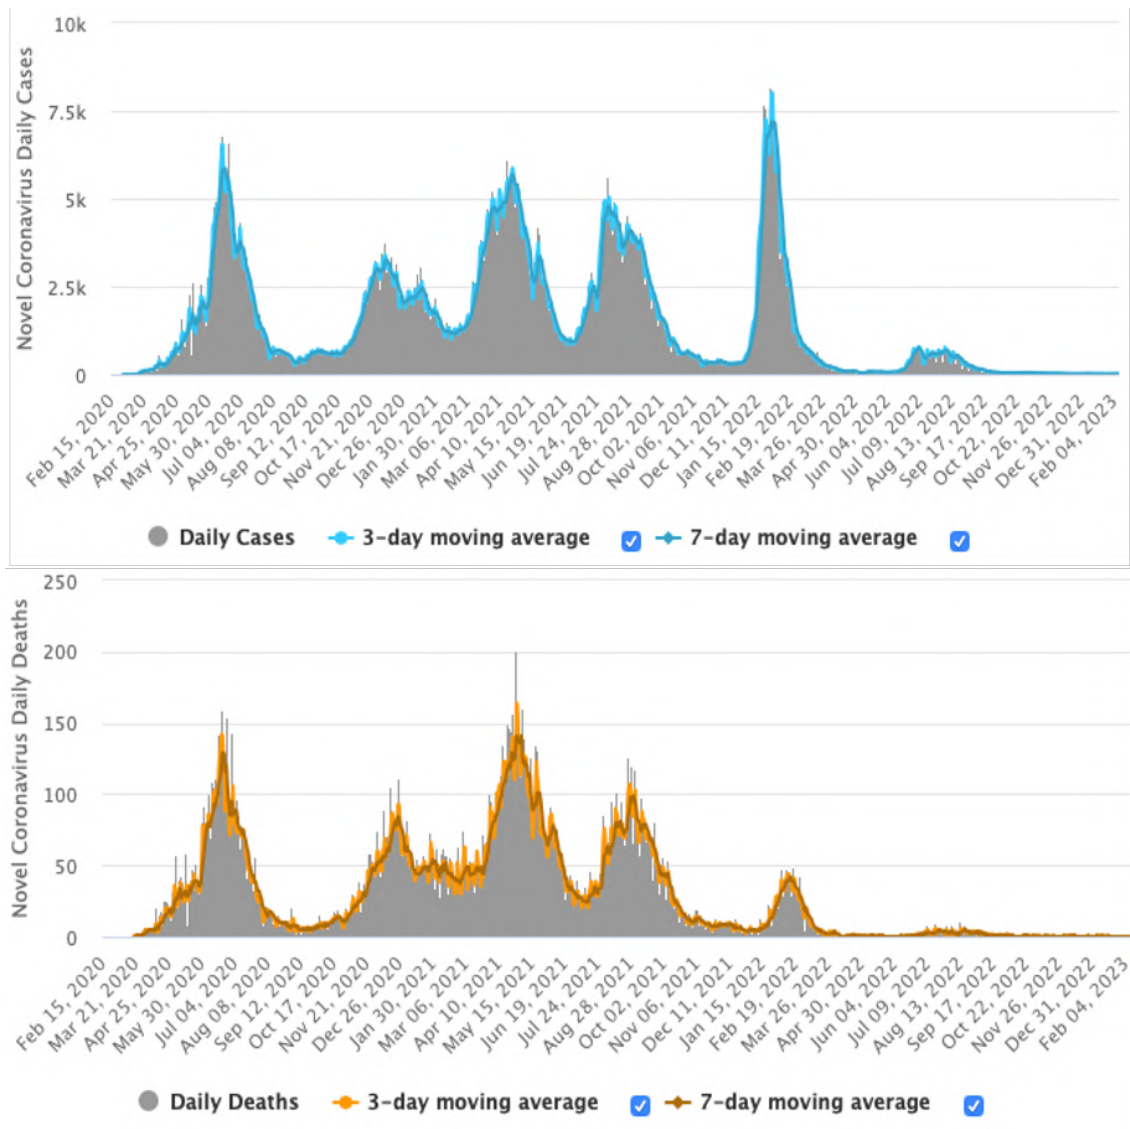 Novel Coronavirus Daily Cases
10k
7.5k
5k
2.5k
0
Feb 15, 2020
Mar 21, 2020
Apr 25, 2020
May 30, 2020
Jul 04, 2020
Aug 08, 2020
Sep 12, 2020
Oct 17, 2020
Nov 21, 2020
Dec 26, 2020
Jan 30, 2021
Mar 06, 2021
Apr 10, 2021
May 15, 2021
Jun 19, 2021
Jul 24, 2021
Aug 28, 2021
Oct 02, 2021
Nov 06, 2021
Dec 11, 2021
Jan 15, 2022
Feb 19, 2022
Mar 26, 2022
Apr 30, 2022
Jun 04, 2022
Jul 09, 2022
Aug 13, 2022
Sep 17, 2022
Oct 22, 2022
Nov 26, 2022
Dec 31, 2022
Feb 04, 2023
Daily Cases 3-day moving average 7-day moving average
Novel Coronavirus Daily Deaths
250
200
150
100
50
0
Feb 15, 2020
Mar 21, 2020
Apr 25, 2020
May 30, 2020
Jul 04, 2020
Aug 08, 2020
Sep 12, 2020
Oct 17, 2020
Nov 21, 2020
Dec 26, 2020
Jan 30, 2021
Mar 06, 2021
Apr 10, 2021
May 15, 2021
Jun 19, 2021
Jul 24, 2021
Aug 28, 2021
Oct 02, 2021
Nov 06, 2021
Dec 11, 2021
Jan 15, 2022
Feb 19, 2022
Mar 26, 2022
Apr 30, 2022
Jun 04, 2022
Jul 09, 2022
Aug 13, 2022
Sep 17, 2022
Oct 22, 2022
Nov 26, 2022
Dec 31, 2022
Feb 04, 2023
Daily Deaths 3-day moving average 7-day moving average